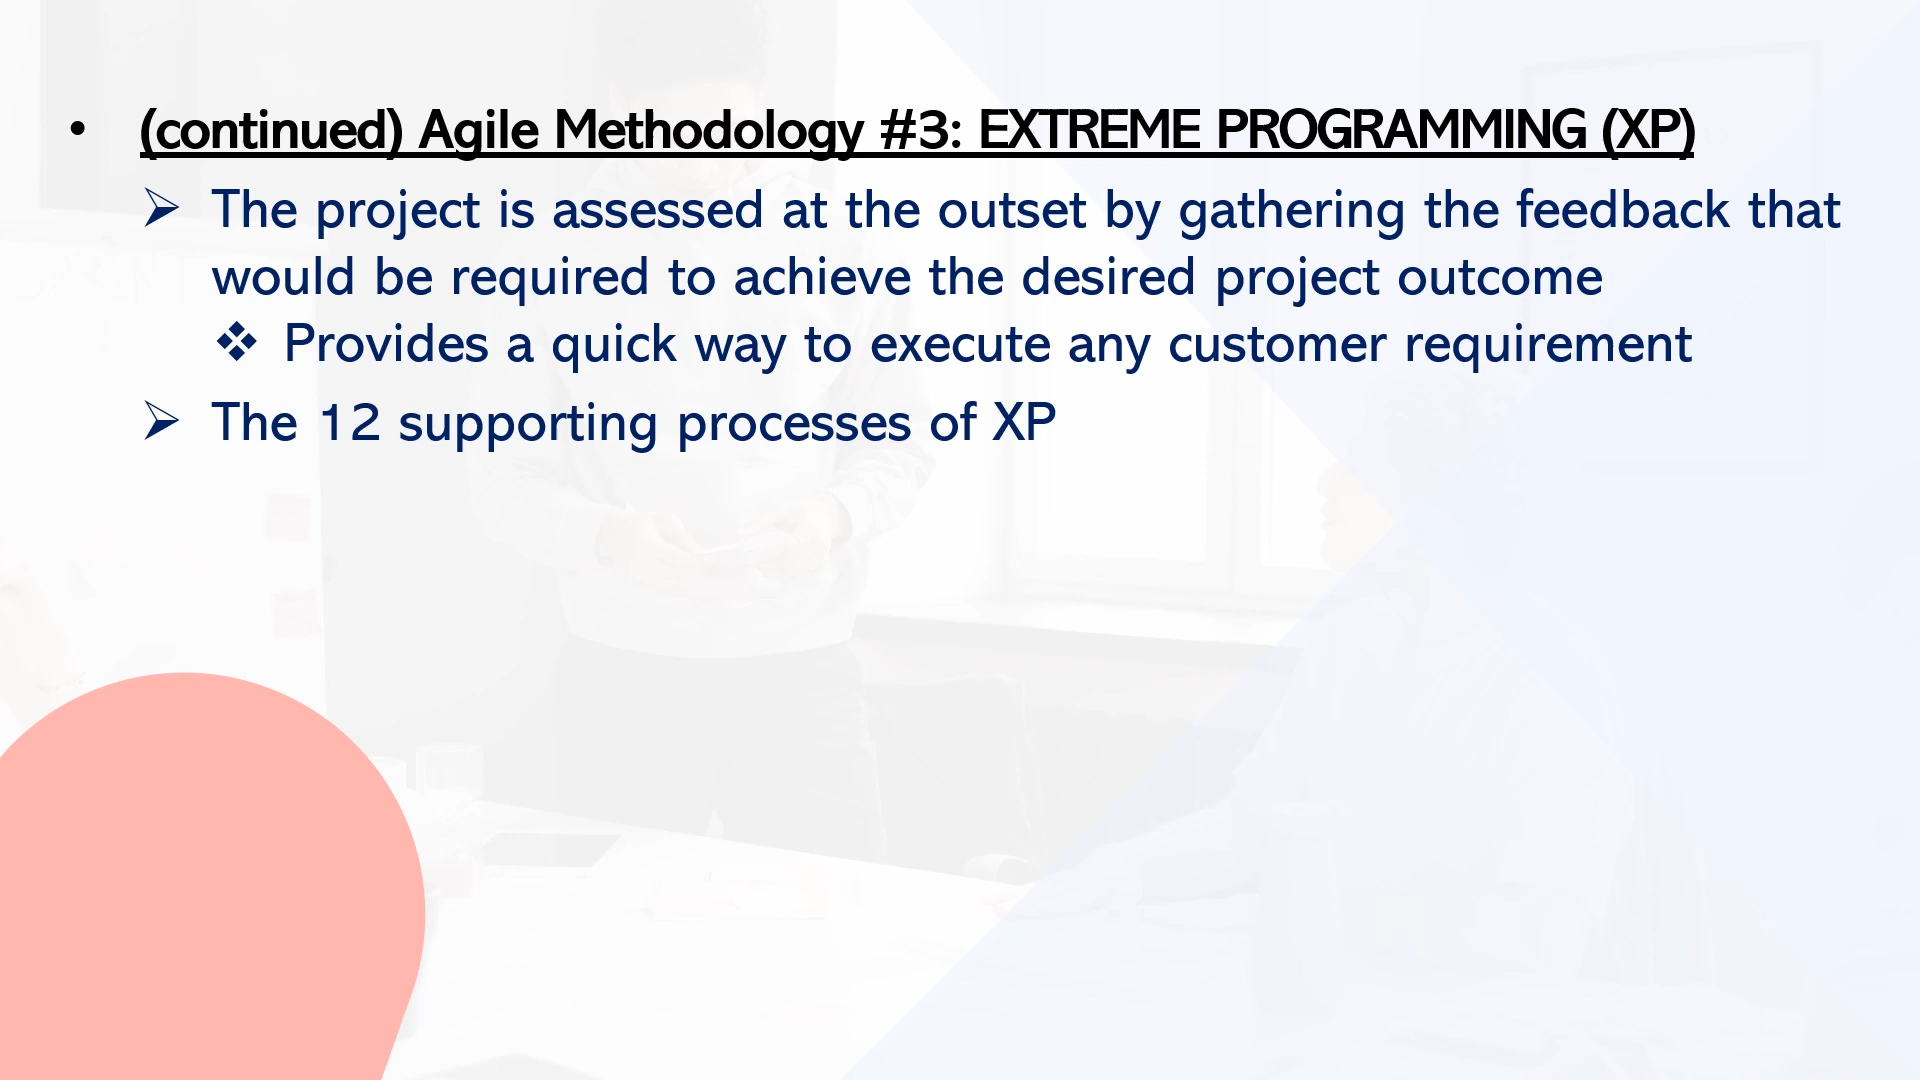 • (continued) Agile Methodology #3: EXTREME PROGRAMMING (XP)
➢ The project is assessed at the outset by gathering the feedback that
would be required to achieve the desired project outcome
❖ Provides a quick way to execute any customer requirement
➢ The 12 supporting processes of XP